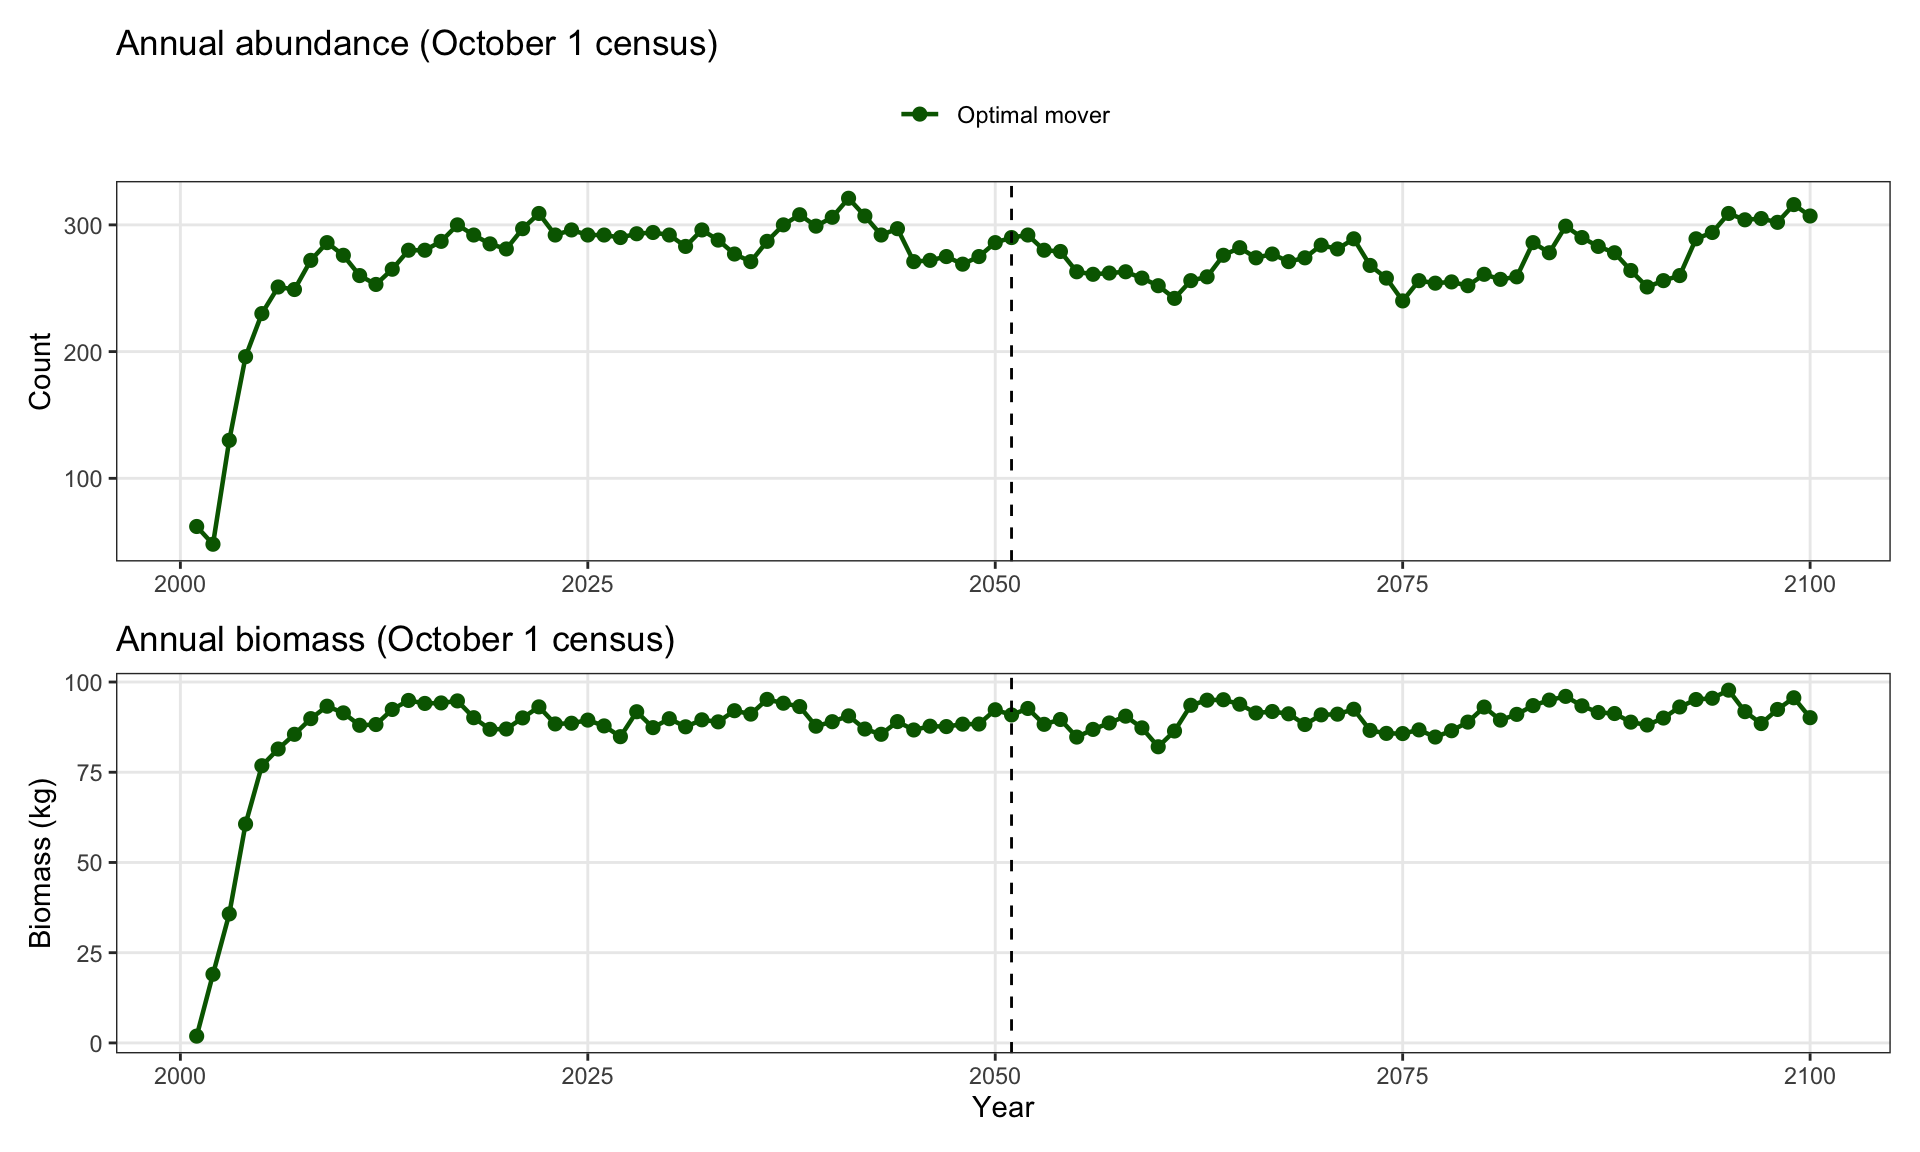 Annual abundance (October 1 census)
Optimal mover
Count
300
200
100
2000 2025 2050 2075 2100
Annual biomass (October 1 census)
Biomass (kg)
100
75
50
25
0
2000 2025 2050 2075 2100
Year